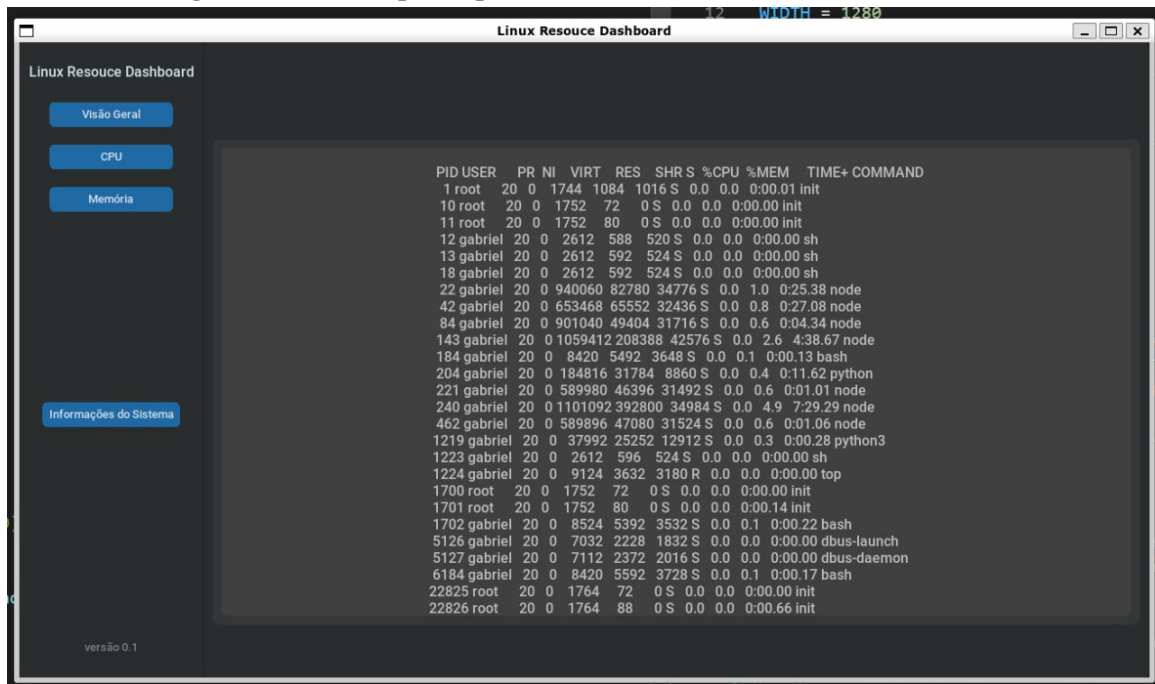 12 WIDTH = 1280
Linux Resouce Dashboard
Linux Resouce Dashboard
Visão Geral
CPU
Memória
Informações do Sistema
versão 0.1
PID USER PR NI VIRT RES SHR S %CPU %MEM TIME+ COMMAND
1 root 20 0 1744 1084 1016 S 0.0 0.0 0:00.01 init
10 root 20 0 1752 72 0 S 0.0 0.0 0:00.00 init
11 root 20 0 1752 80 0 S 0.0 0.0 0:00.00 init
12 gabriel 20 0 2612 588 520 S 0.0 0.0 0:00.00 sh
13 gabriel 20 0 2612 592 524 S 0.0 0.0 0:00.00 sh
18 gabriel 20 0 2612 592 524 S 0.0 0.0 0:00.00 sh
22 gabriel 20 0 940060 82780 34776 S 0.0 1.0 0:25.38 node
42 gabriel 20 0 653468 65552 32436 S 0.0 0.8 0:27.08 node
84 gabriel 20 0 901040 49404 31716 S 0.0 0.6 0:04.34 node
143 gabriel 20 0 1059412 208388 42576 S 0.0 2.6 4:38.67 node
184 gabriel 20 0 8420 5492 3648 S 0.0 0.1 0:00.13 bash
204 gabriel 20 0 184816 31784 8860 S 0.0 0.4 0:11.62 python
221 gabriel 20 0 589980 46396 31492 S 0.0 0.6 0:01.01 node
240 gabriel 20 0 1101092 392800 34984 S 0.0 4.9 7:29.29 node
462 gabriel 20 0 589896 47080 31524 S 0.0 0.6 0:01.06 node
1219 gabriel 20 0 37992 25252 12912 S 0.0 0.3 0:00.28 python3
1223 gabriel 20 0 2612 596 524 S 0.0 0.0 0:00.00 sh
1224 gabriel 20 0 9124 3632 3180 R 0.0 0.0 0:00.00 top
1700 root 20 0 1752 72 0 S 0.0 0.0 0:00.00 init
1701 root 20 0 1752 80 0 S 0.0 0.0 0:00.14 init
1702 gabriel 20 0 8524 5392 3532 S 0.0 0.1 0:00.22 bash
5126 gabriel 20 0 7032 2228 1832 S 0.0 0.0 0:00.00 dbus-launch
5127 gabriel 20 0 7112 2372 2016 S 0.0 0.0 0:00.00 dbus-daemon
6184 gabriel 20 0 8420 5592 3728 S 0.0 0.1 0:00.17 bash
22825 root 20 0 1764 72 0 S 0.0 0.0 0:00.00 init
22826 root 20 0 1764 88 0 S 0.0 0.0 0:00.66 init